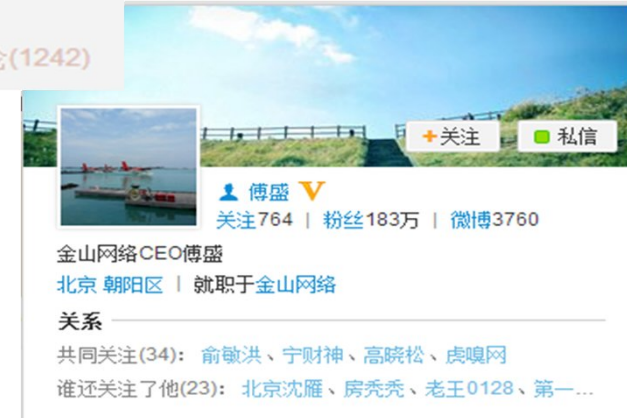 (1242)
+关注
私信
傅盛
关注764 | 粉丝183万 | 微博3760
金山网络CEO傅盛
北京 朝阳区 | 就职于金山网络
关系
共同关注(34)：俞敏洪、宁财神、高晓松、虎嗅网
谁还关注了他(23)：北京沈雁、房秃秃、老王0128、第一...